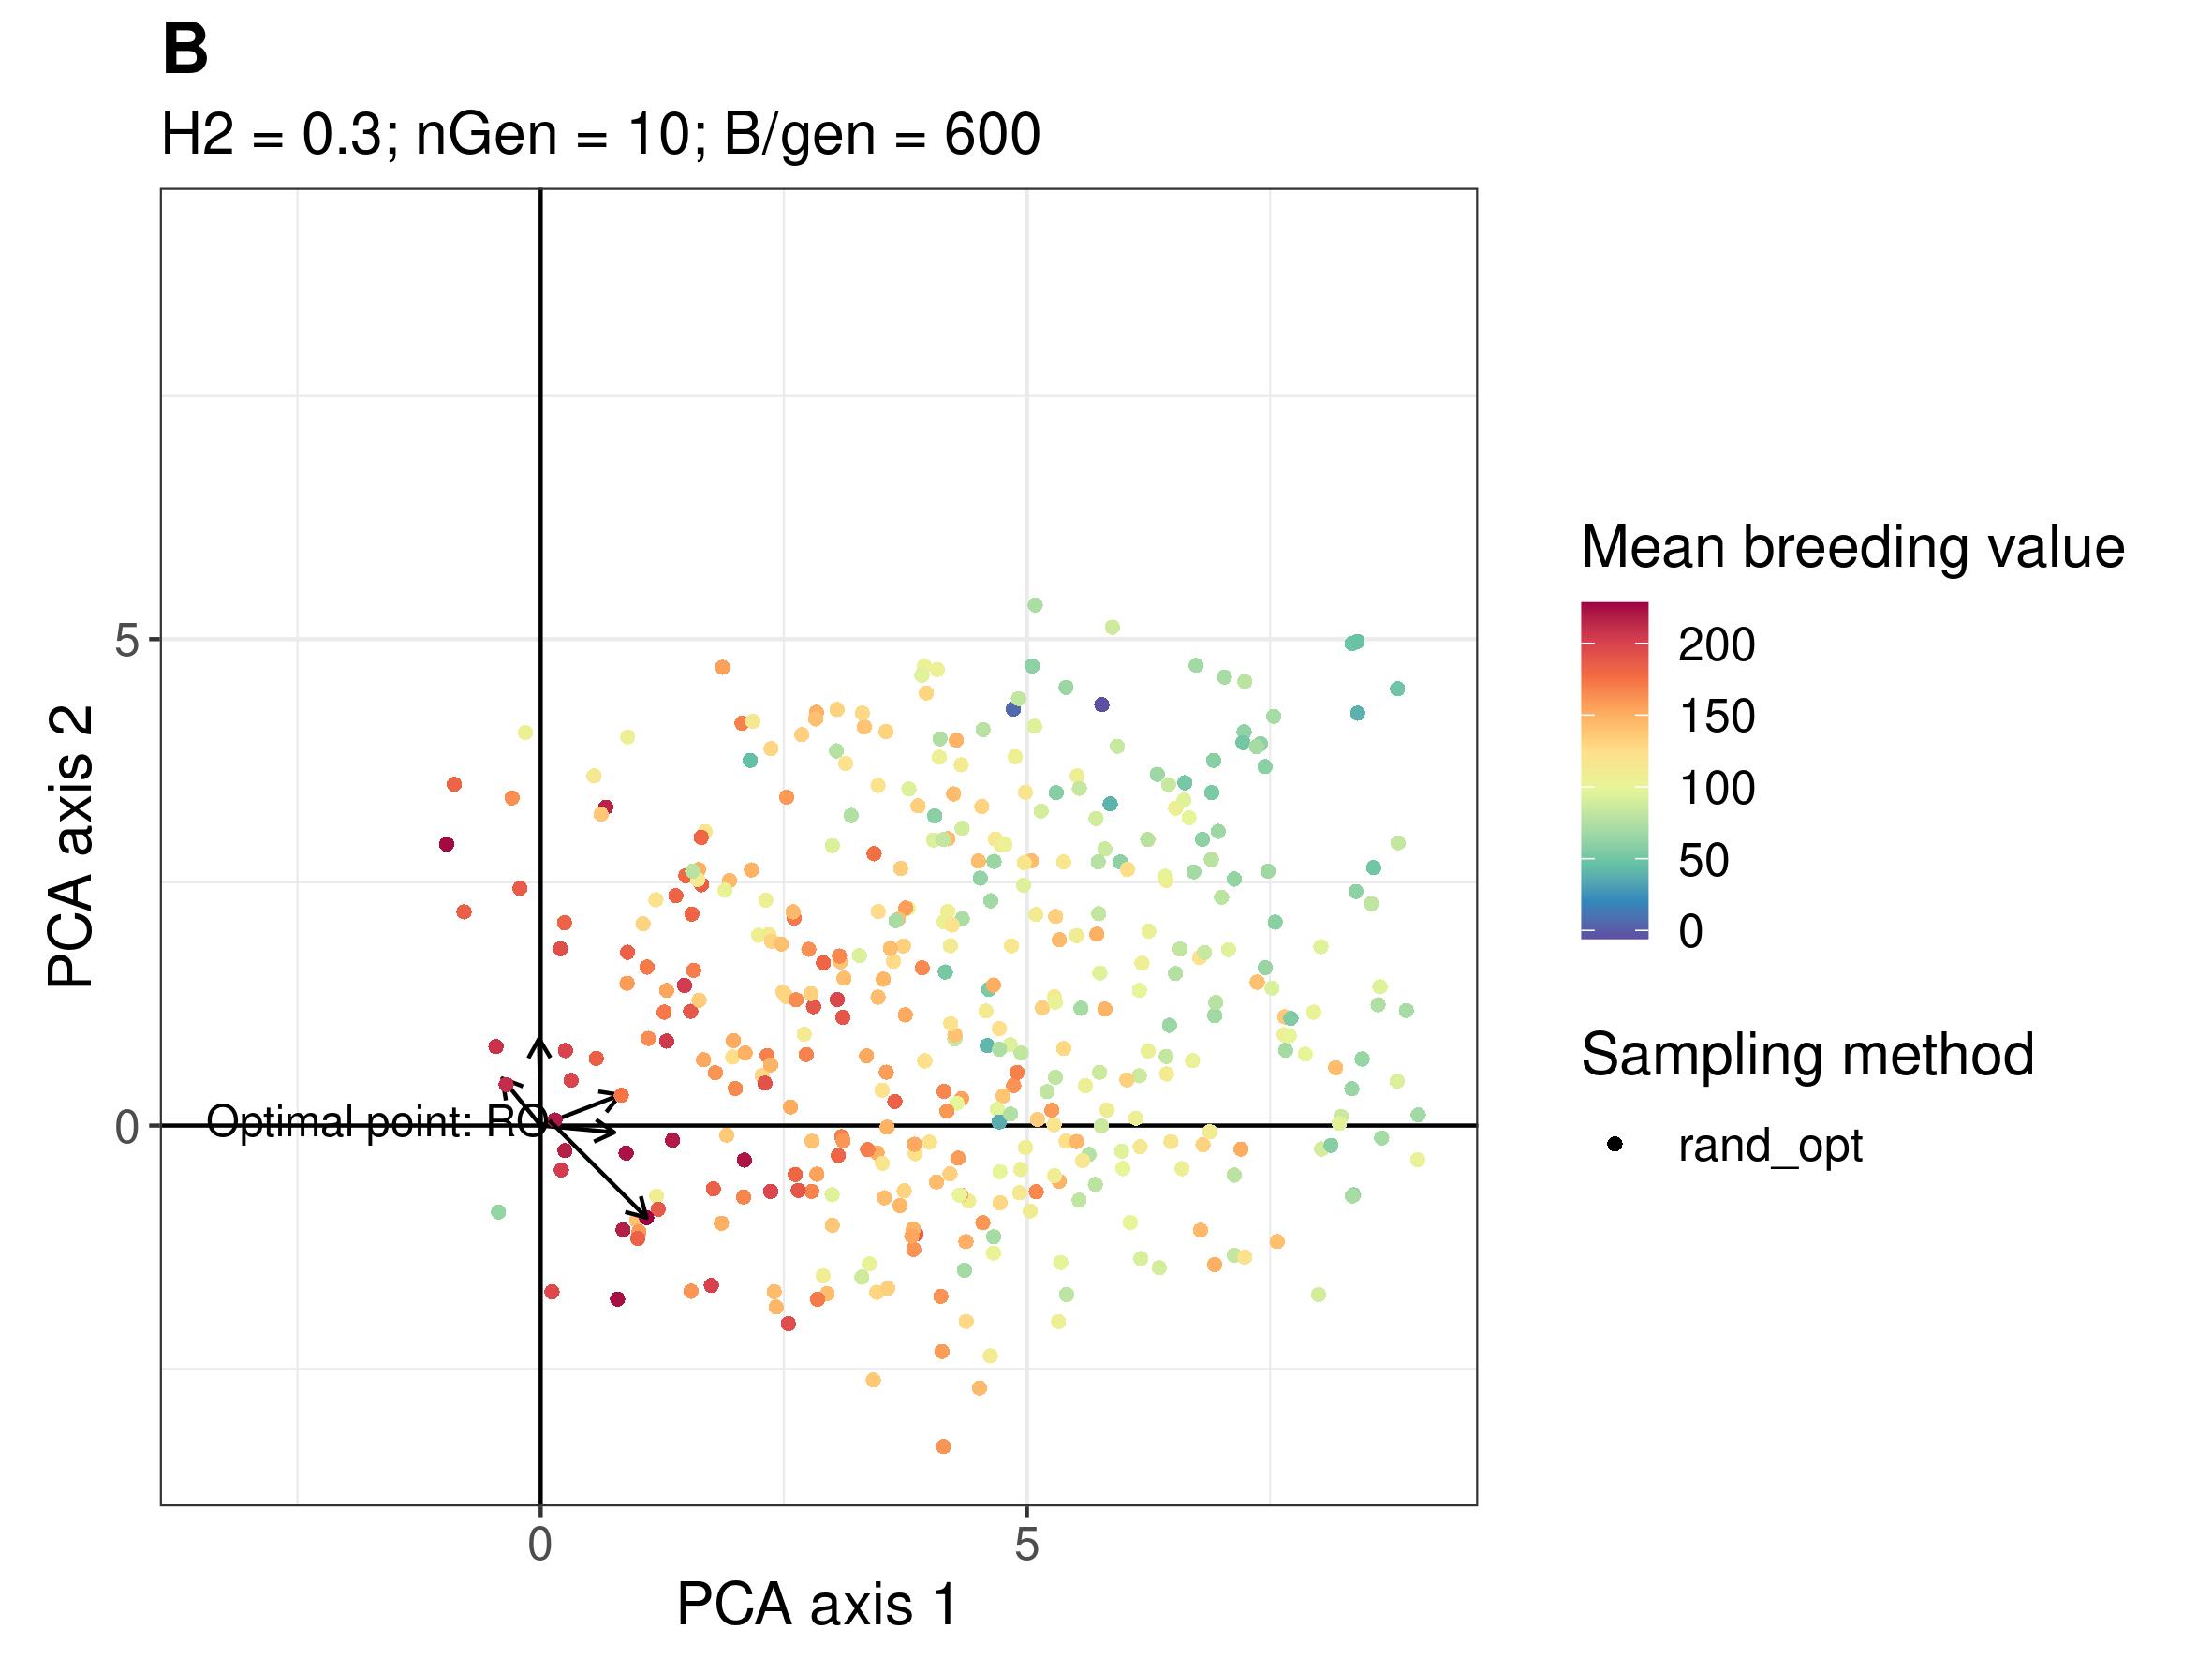 B
H2 = 0.3; nGen = 10; B/gen = 600
5
0
Optimal point: RO
0
5
PCA axis 1
PCA axis 2
Mean breeding value
200
150
100
50
0
Sampling method
rand_opt